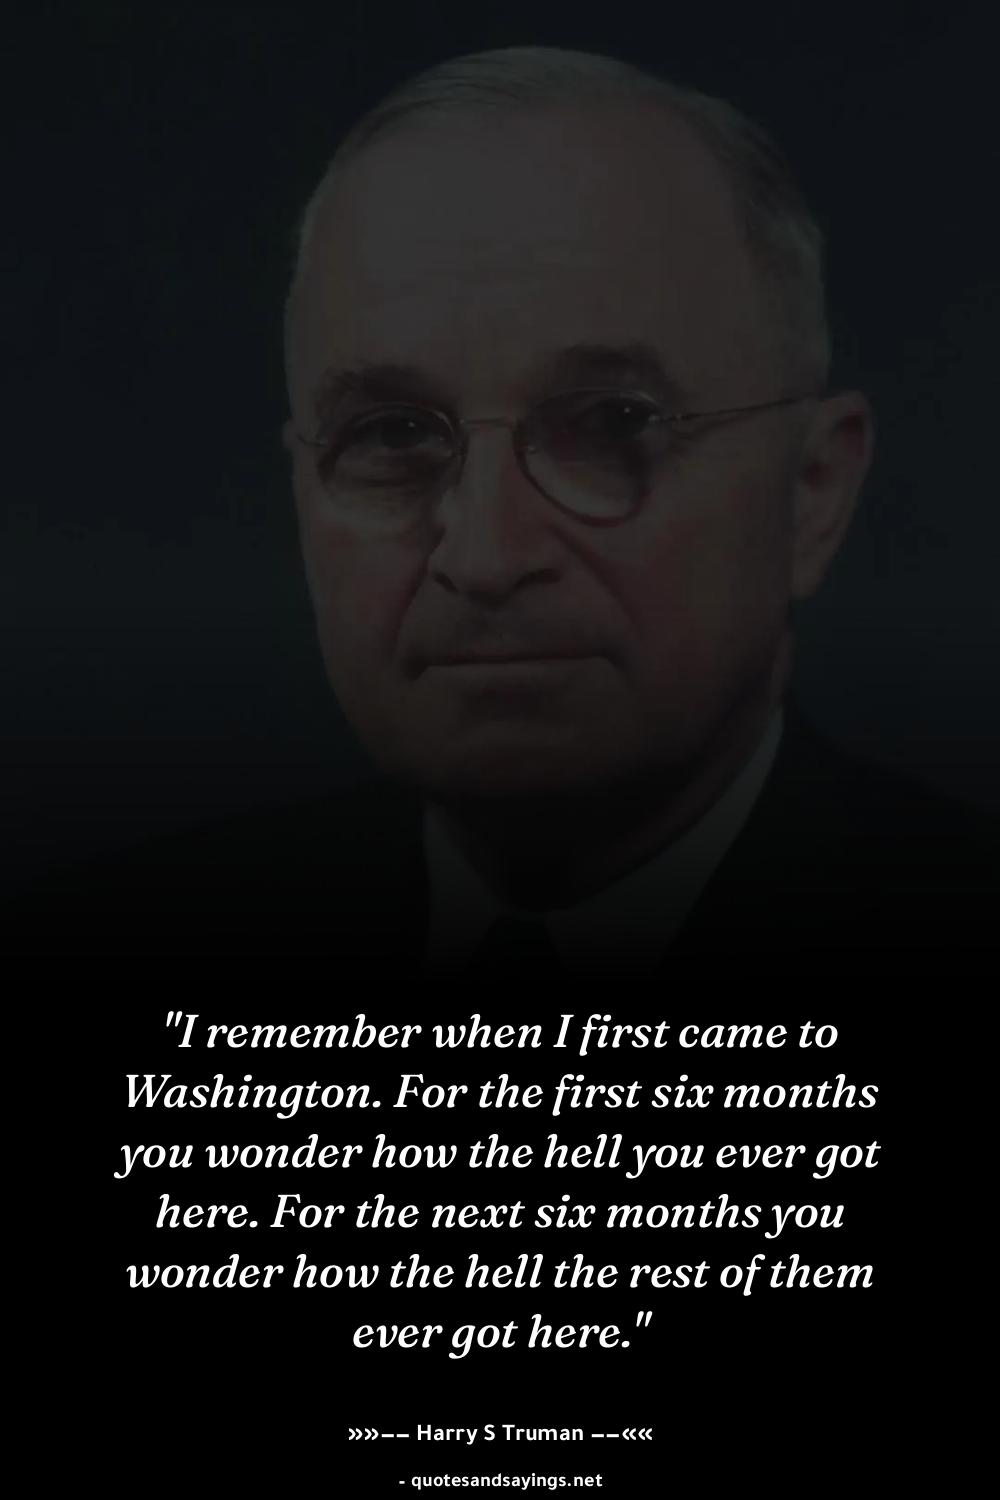 "I remember when I first came to
Washington. For the first six months
you wonder how the hell you ever got
here. For the next six months you
wonder how the hell the rest of them
ever got here."
»»−− Harry S Truman −−««
- quotesandsayings.net